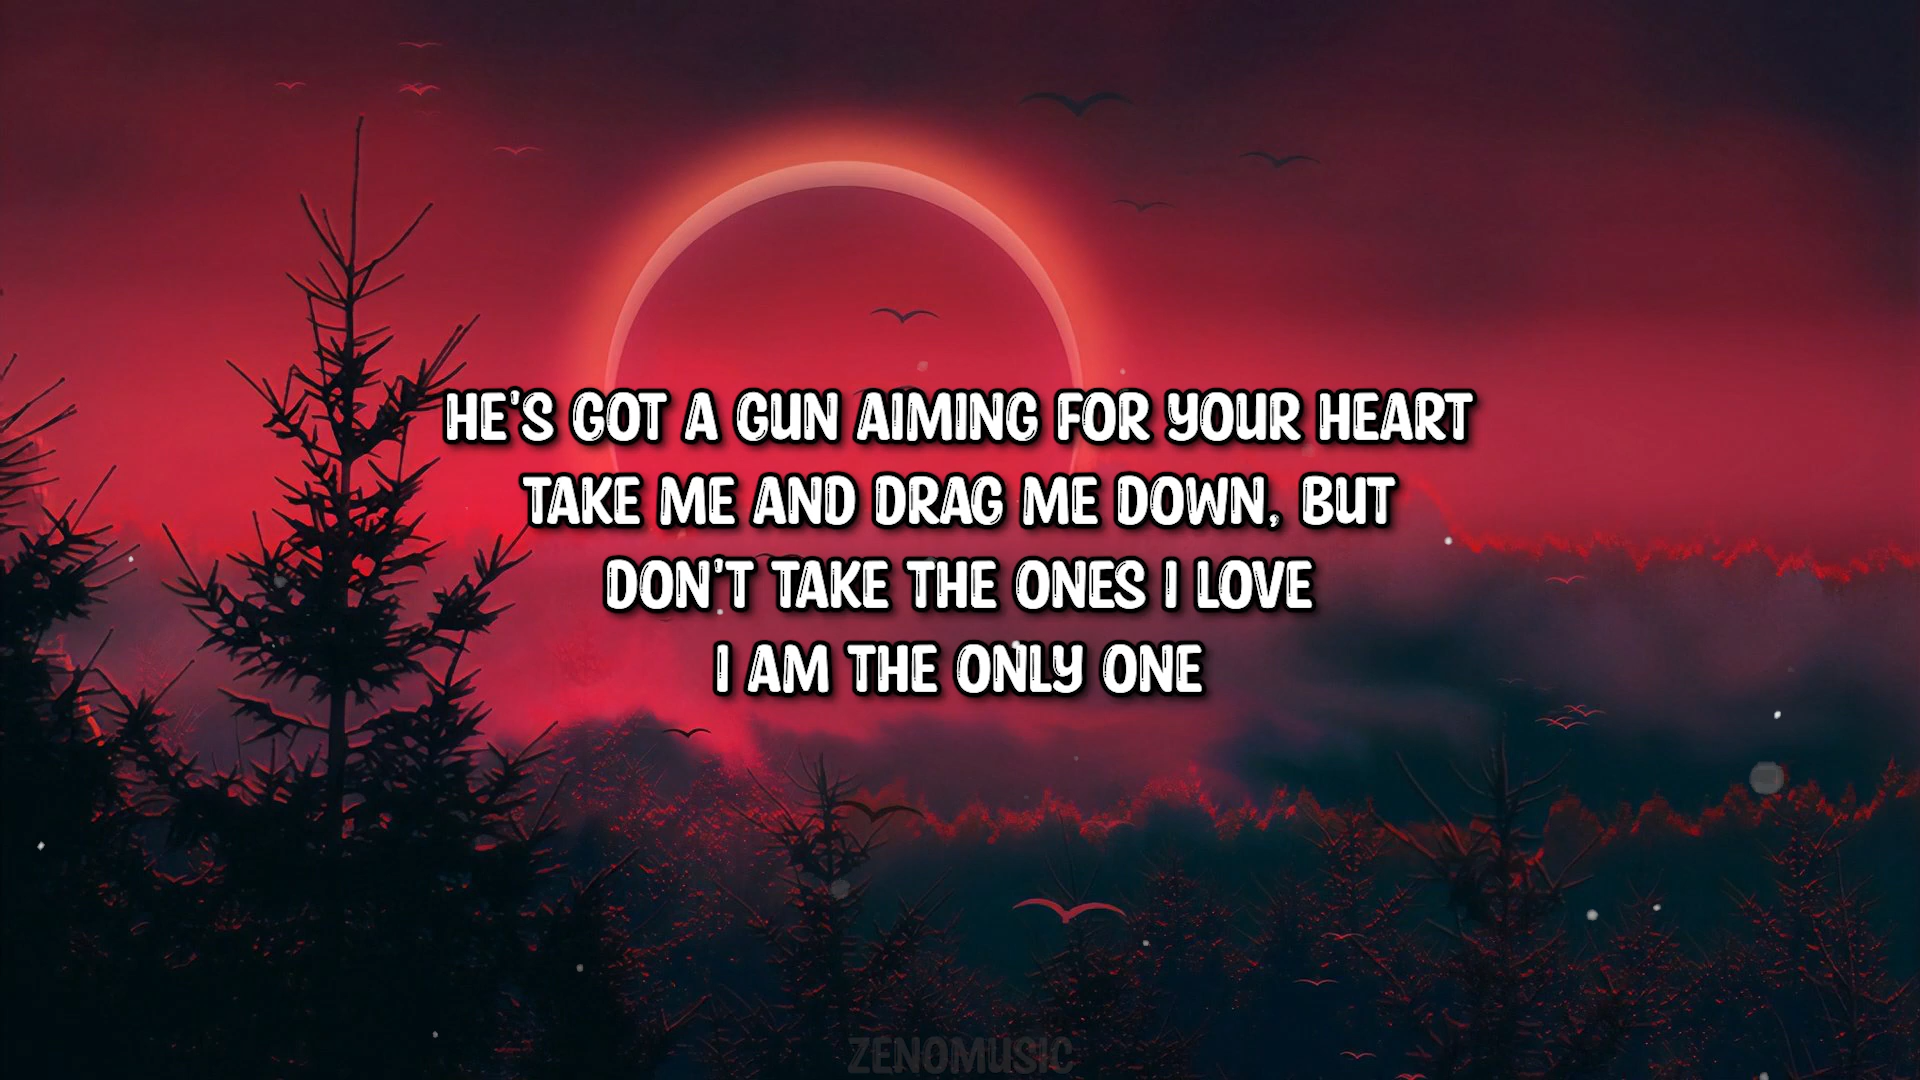 HE'S GOT A GUN AIMING FOR YOUR HEART
TAKE ME AND DRAG ME DOWN, BUT
DON'T TAKE THE ONES I LOVE
I AM THE ONLY ONE
ZENOMUSIC